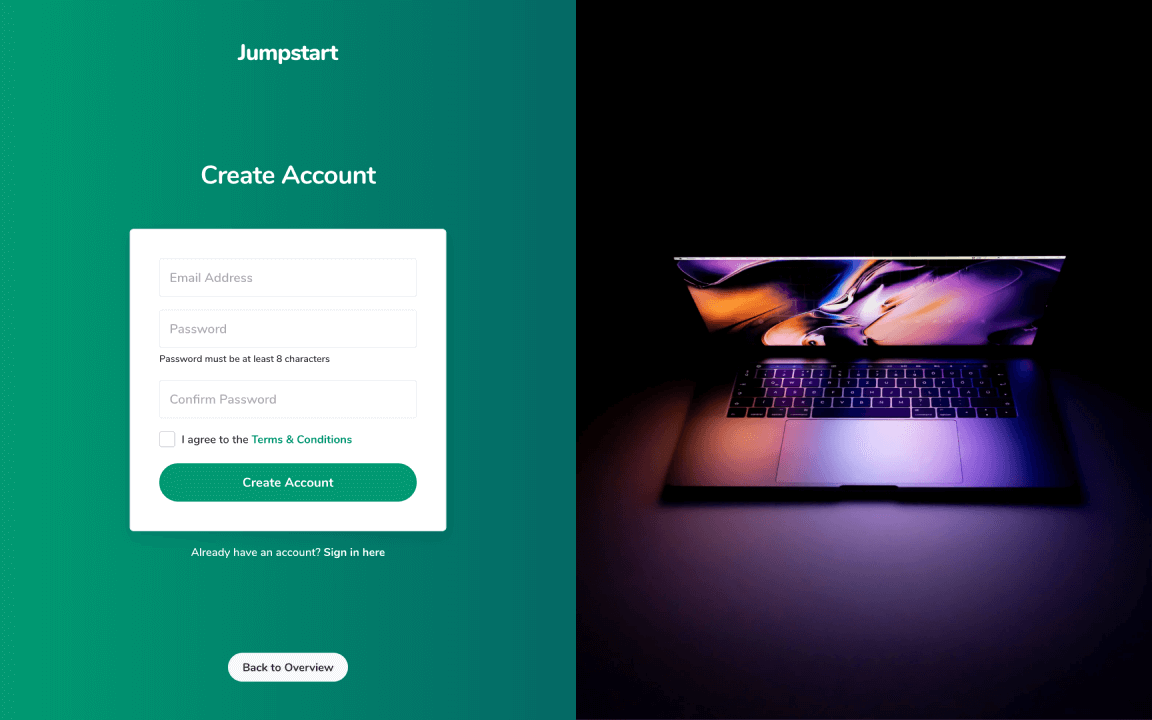 Jumpstart
Create Account
Email Address
Password
Password must be at least 8 characters
Confirm Password
I agree to the Terms & Conditions
Create Account
Already have an account? Sign in here
Back to Overview